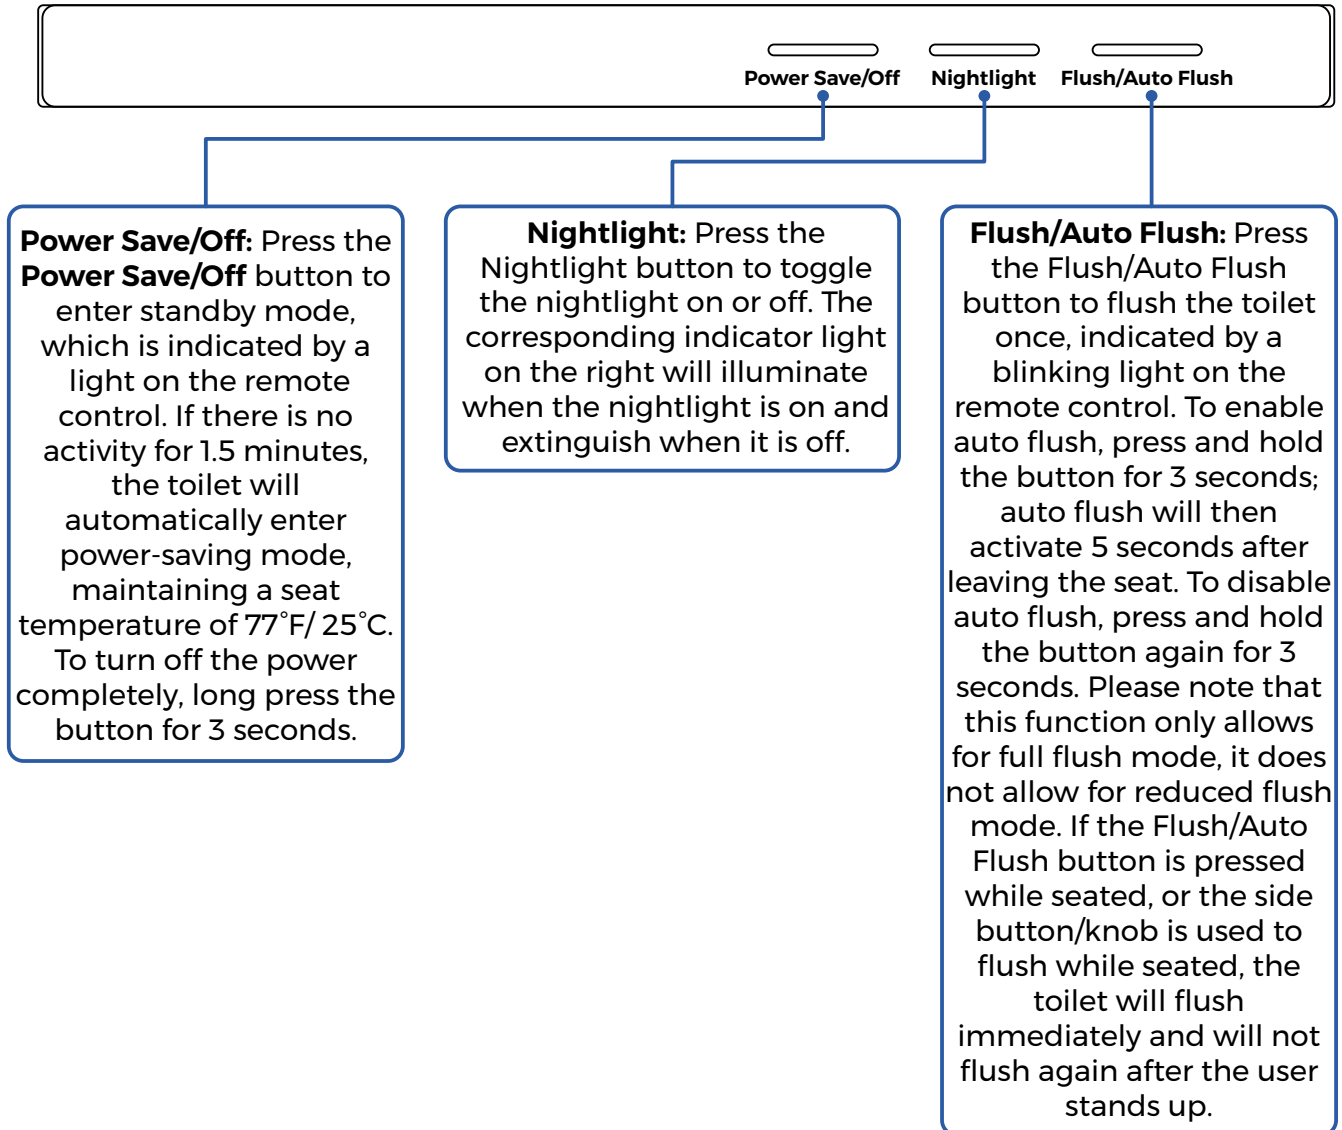 Power Save/Off Nightlight Flush/Auto Flush
Power Save/Off: Press the
Power Save/Off button to
enter standby mode,
which is indicated by a
light on the remote
control. If there is no
activity for 1.5 minutes,
the toilet will
automatically enter
power-saving mode,
maintaining a seat
temperature of 77°F/ 25°C.
To turn off the power
completely, long press the
button for 3 seconds.
Nightlight: Press the
Nightlight button to toggle
the nightlight on or off. The
corresponding indicator light
on the right will illuminate
when the nightlight is on and
extinguish when it is off.
Flush/Auto Flush: Press
the Flush/Auto Flush
button to flush the toilet
once, indicated by a
blinking light on the
remote control. To enable
auto flush, press and hold
the button for 3 seconds;
auto flush will then
activate 5 seconds after
leaving the seat. To disable
auto flush, press and hold
the button again for 3
seconds. Please note that
this function only allows
for full flush mode, it does
not allow for reduced flush
mode. If the Flush/Auto
Flush button is pressed
while seated, or the side
button/knob is used to
flush while seated, the
toilet will flush
immediately and will not
flush again after the user
stands up.